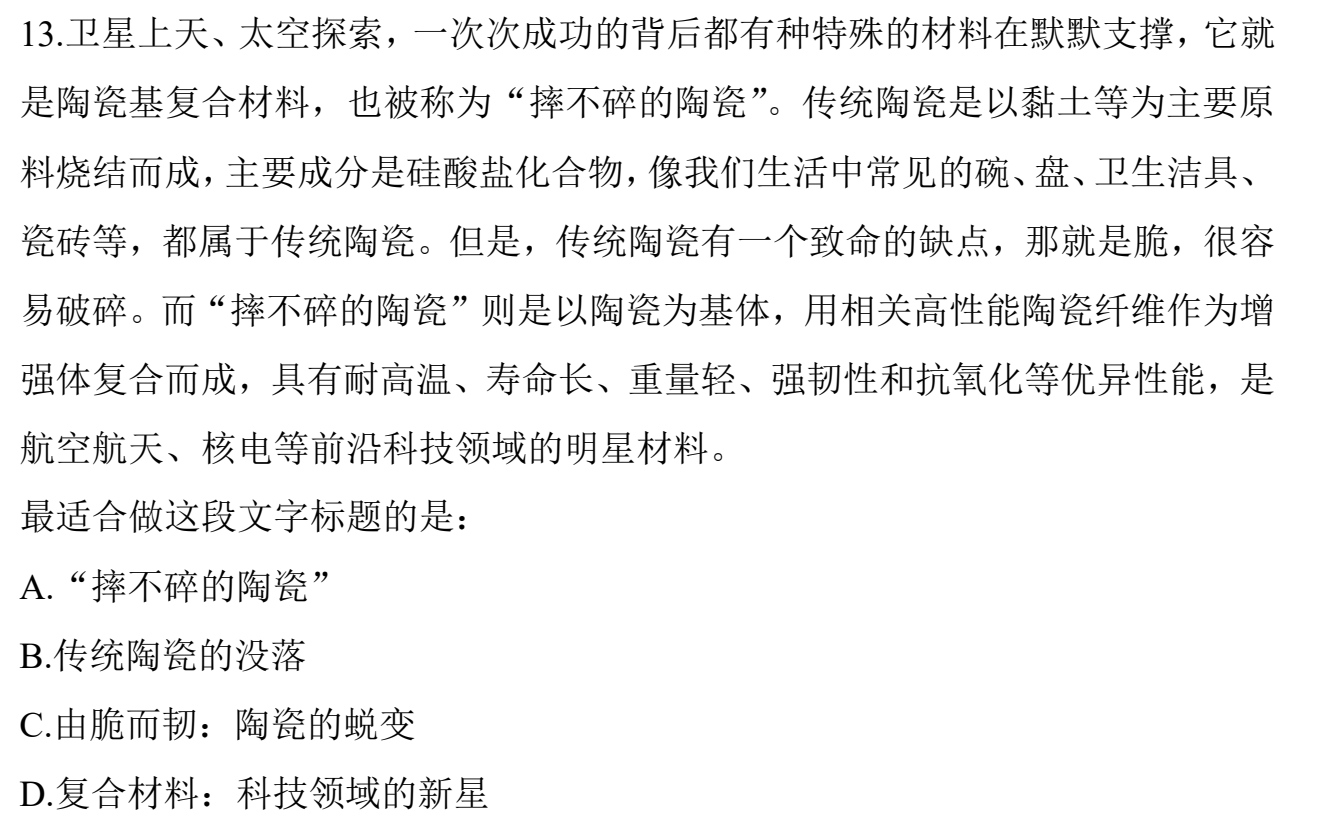 13.卫星上天、太空探索，一次次成功的背后都有种特殊的材料在默默支撑，它就
是陶瓷基复合材料，也被称为“摔不碎的陶瓷”。传统陶瓷是以黏土等为主要原
料烧结而成，主要成分是硅酸盐化合物，像我们生活中常见的碗、盘、卫生洁具、
瓷砖等，都属于传统陶瓷。但是，传统陶瓷有一个致命的缺点，那就是脆，很容
易破碎。而“摔不碎的陶瓷”则是以陶瓷为基体，用相关高性能陶瓷纤维作为增
强体复合而成，具有耐高温、寿命长、重量轻、强韧性和抗氧化等优异性能，是
航空航天、核电等前沿科技领域的明星材料。
最适合做这段文字标题的是：
A.“摔不碎的陶瓷”
B.传统陶瓷的没落
C.由脆而韧：陶瓷的蜕变
D.复合材料：科技领域的新星